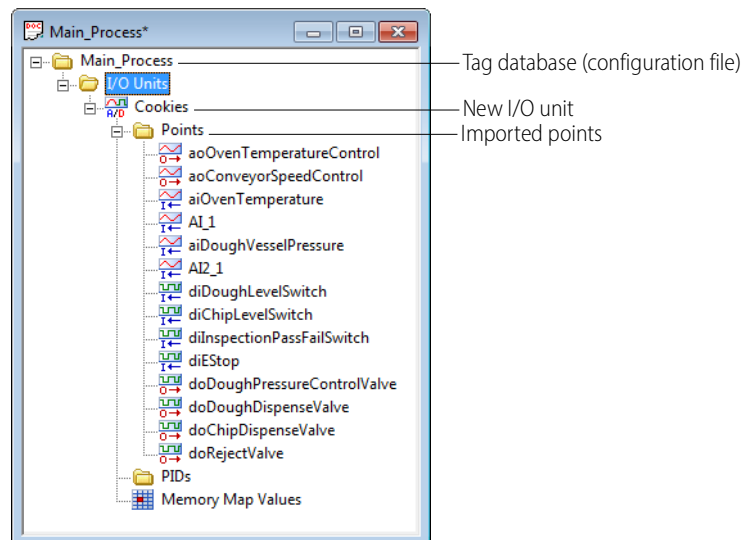 Main_Process*
Main_Process
Tag database (configuration file)
I/O Units
Cookies
New I/O unit
Points
Imported points
aoOvenTemperatureControl
aoConveyorSpeedControl
aiOvenTemperature
AI_1
aiDoughVesselPressure
AI2_1
diDoughLevelSwitch
diChipLevelSwitch
diInspectionPassFailSwitch
diEStop
doDoughPressureControlValve
doDoughDispenseValve
doChipDispenseValve
doRejectValve
PIDs
Memory Map Values